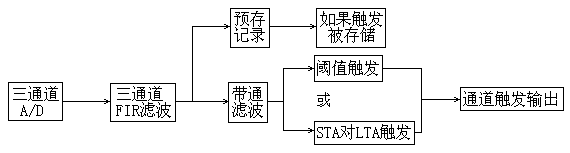 三通道
A/D
三通道
FIR滤波
预存
记录
如果触发
被存储
带通
滤波
阈值触发
或
STA对LTA触发
通道触发输出